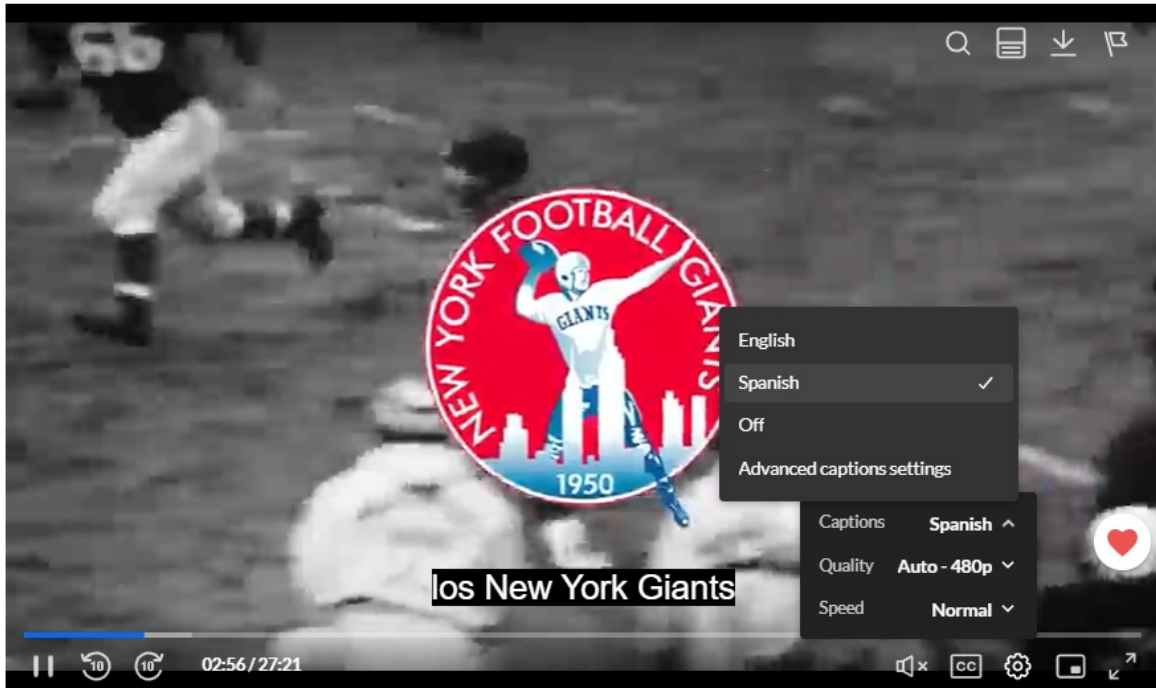 56
NEW YORK FOOTBALL GIANTS
GIANTS
1950
English
Spanish
Off
Advanced captions settings
Captions Spanish
Quality Auto - 480p
Speed Normal
los New York Giants
10 10 02:56 / 27:21
CC